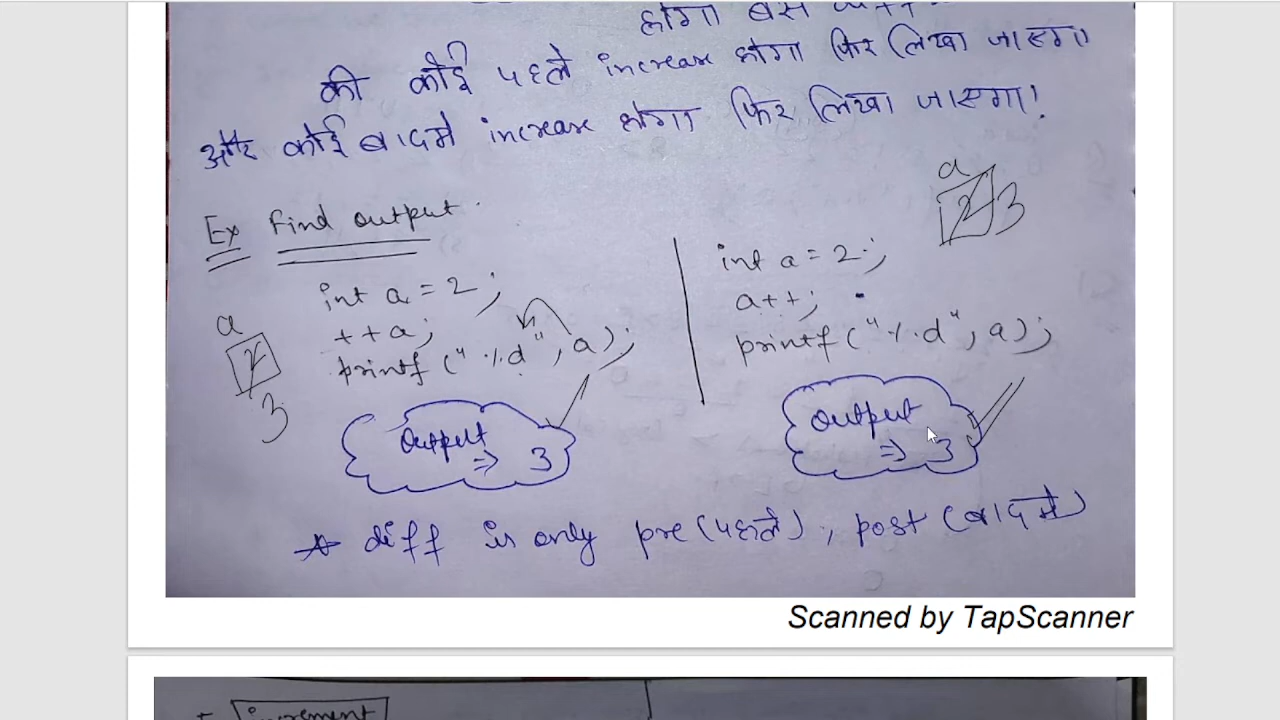 होगा बस
की कोई पहले increase होगा फिर लिखा जाएगा
और कोई बादमे increase होगा फिर लिखा जाएगा!
Ex Find output.
int a = 2;
++a;
printf ("%d", a);
a
2
3
Output
⇒ 3
int a = 2;
a++;
printf ("%d", a);
a
2
3
Output
⇒ 3
☆ diff is only pre (पहले), post (बादमे)
Scanned by TapScanner
increment